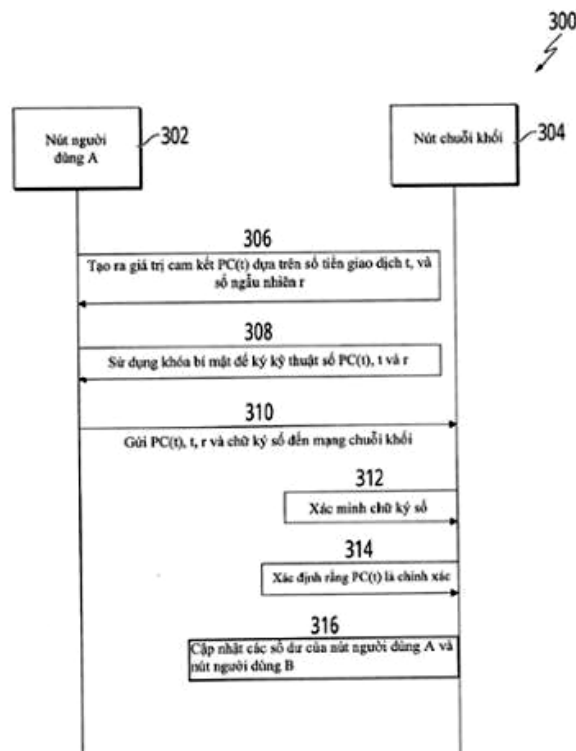 300
Nút người
dùng A
302
Nút chuỗi khối
304
306
Tạo ra giá trị cam kết PC(t) dựa trên số tiền giao dịch t, và
số ngẫu nhiên r
308
Sử dụng khóa bí mật để ký kỹ thuật số PC(t), t và r
310
Gửi PC(t), t, r và chữ ký số đến mạng chuỗi khối
312
Xác minh chữ ký số
314
Xác định rằng PC(t) là chính xác
316
Cập nhật các số dư của nút người dùng A và
nút người dùng B